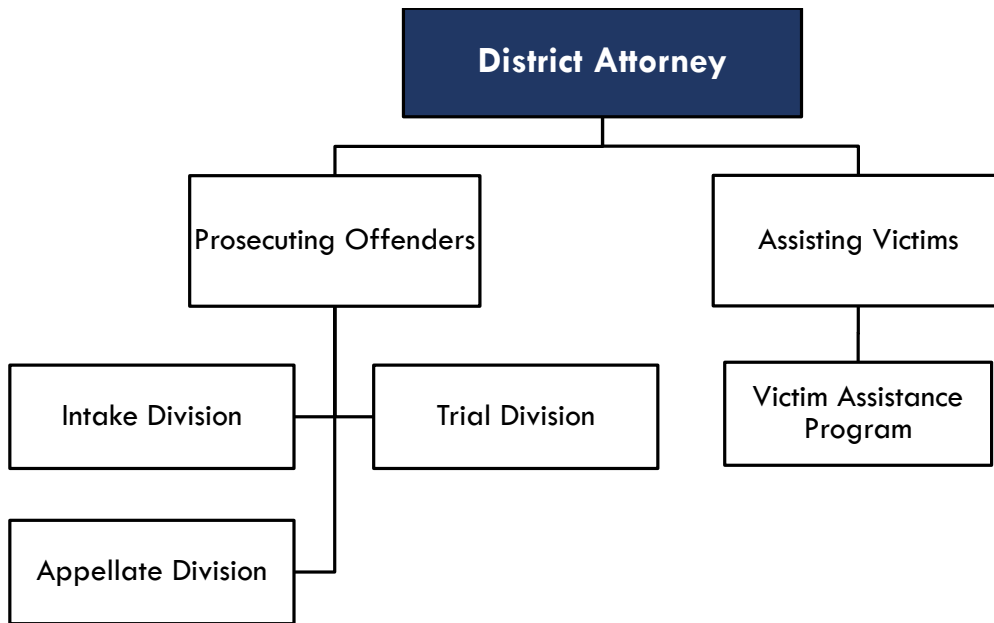 District Attorney
Prosecuting Offenders
Assisting Victims
Intake Division
Trial Division
Victim Assistance
Program
Appellate Division